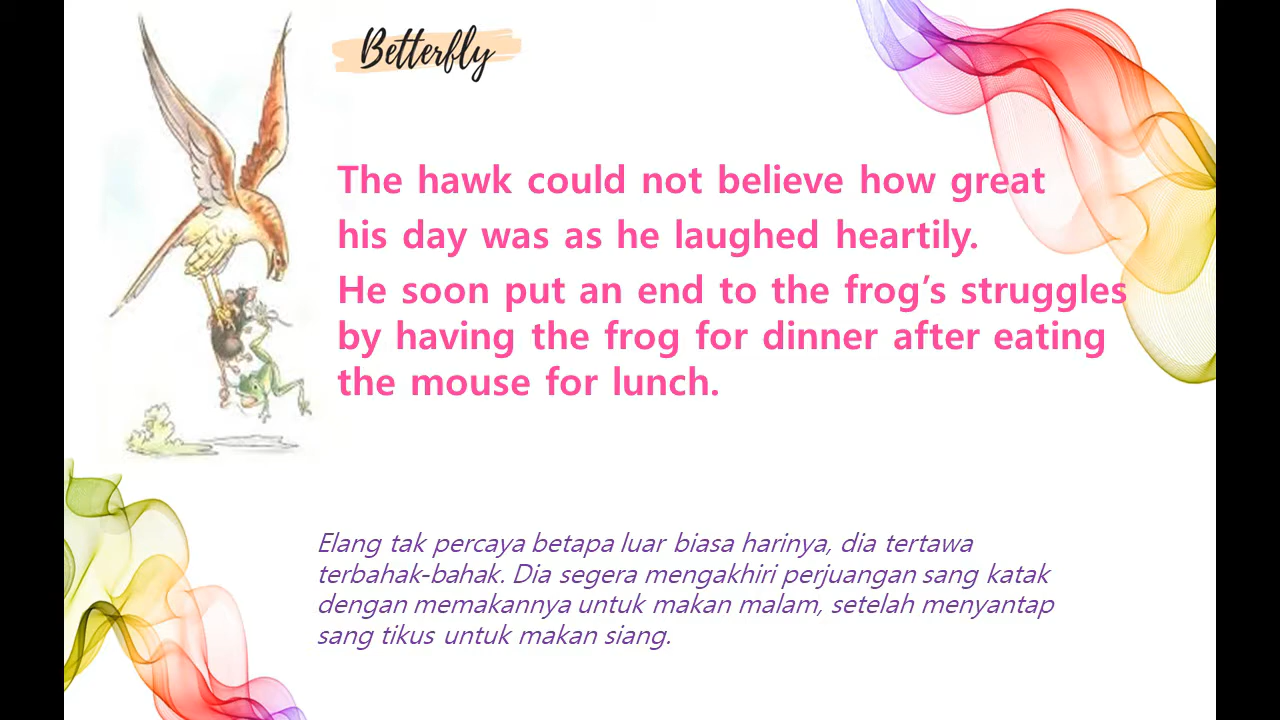 Betterfly
The hawk could not believe how great
his day was as he laughed heartily.
He soon put an end to the frog’s struggles
by having the frog for dinner after eating
the mouse for lunch.
Elang tak percaya betapa luar biasa harinya, dia tertawa
terbahak-bahak. Dia segera mengakhiri perjuangan sang katak
dengan memakannya untuk makan malam, setelah menyantap
sang tikus untuk makan siang.